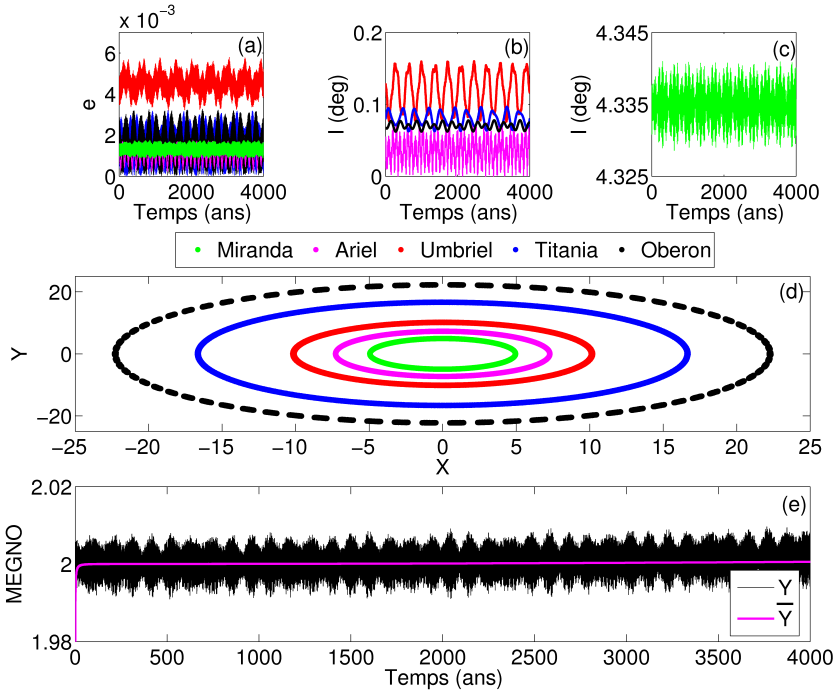 x 10⁻³
(a)
6
4
2
0
e
0 2000 4000
Temps (ans)
(b)
0.2
0.1
0
I (deg)
0 2000 4000
Temps (ans)
(c)
4.345
4.335
4.325
I (deg)
0 2000 4000
Temps (ans)
Miranda Ariel Umbriel Titania Oberon
(d)
20
0
−20
Y
−25 −20 −15 −10 −5 0 5 10 15 20 25
X
(e)
2.02
2
1.98
MEGNO
Y
Y̅
0 500 1000 1500 2000 2500 3000 3500 4000
Temps (ans)